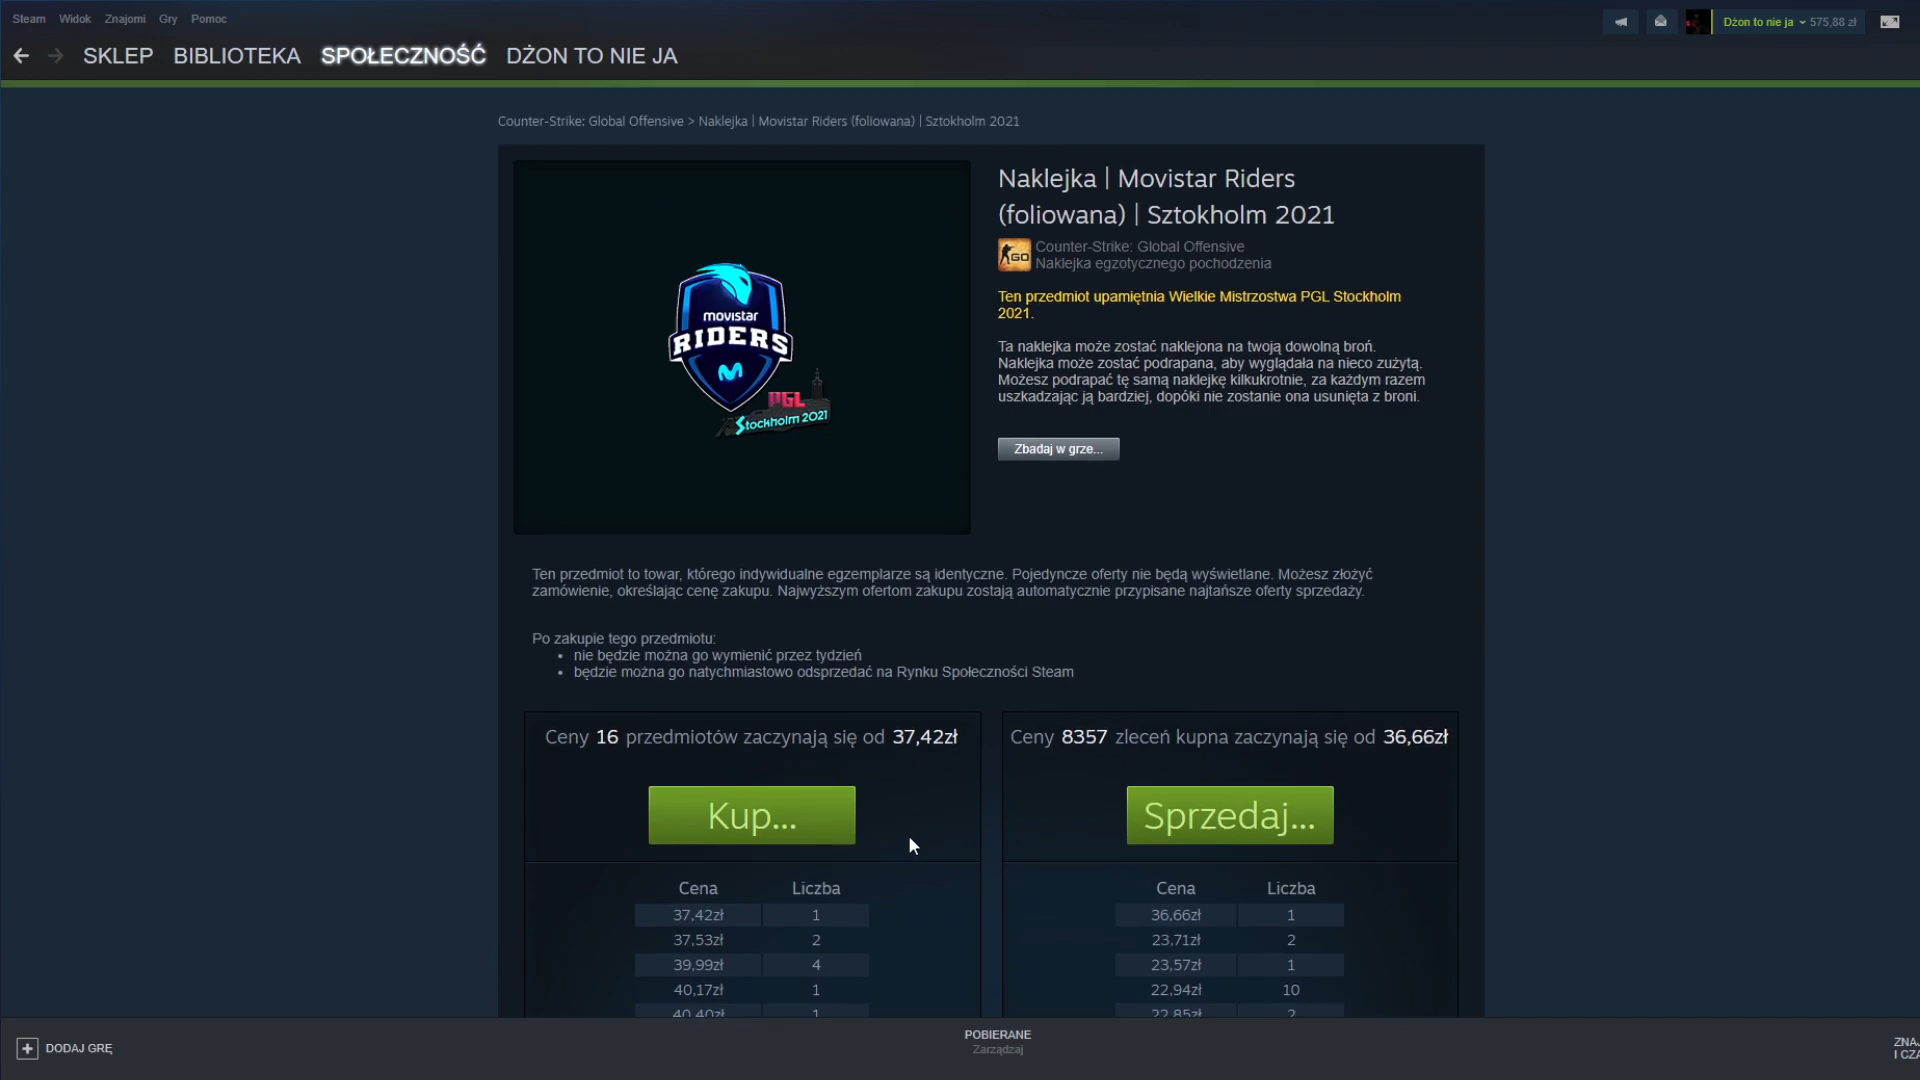 Steam Widok Znajomi Gry Pomoc
Dżon to nie ja 575,88 zł
SKLEP BIBLIOTEKA SPOŁECZNOŚĆ DŻON TO NIE JA
Counter-Strike: Global Offensive > Naklejka | Movistar Riders (foliowana) | Sztokholm 2021
Naklejka | Movistar Riders
(foliowana) | Sztokholm 2021
GO
Counter-Strike: Global Offensive
Naklejka egzotycznego pochodzenia
Ten przedmiot upamiętnia Wielkie Mistrzostwa PGL Stockholm
2021.
movistar
RIDERS
PGL
Stockholm 2021
Ta naklejka może zostać naklejona na twoją dowolną broń.
Naklejka może zostać podrapana, aby wyglądała na nieco zużytą.
Możesz podrapać tę samą naklejkę kilkukrotnie, za każdym razem
uszkadzając ją bardziej, dopóki nie zostanie ona usunięta z broni.
Zbadaj w grze...
Ten przedmiot to towar, którego indywidualne egzemplarze są identyczne. Pojedyncze oferty nie będą wyświetlane. Możesz złożyć
zamówienie, określając cenę zakupu. Najwyższym ofertom zakupu zostają automatycznie przypisane najtańsze oferty sprzedaży.
Po zakupie tego przedmiotu:
• nie będzie można go wymienić przez tydzień
• będzie można go natychmiastowo odsprzedać na Rynku Społeczności Steam
Ceny 16 przedmiotów zaczynają się od 37,42zł
Kup...
Cena Liczba
37,42zł 1
37,53zł 2
39,99zł 4
40,17zł 1
40,40zł 1
Ceny 8357 zleceń kupna zaczynają się od 36,66zł
Sprzedaj...
Cena Liczba
36,66zł 1
23,71zł 2
23,57zł 1
22,94zł 10
22,85zł 2
DODAJ GRĘ
POBIERANE
Zarządzaj
ZNAJ
I CZA